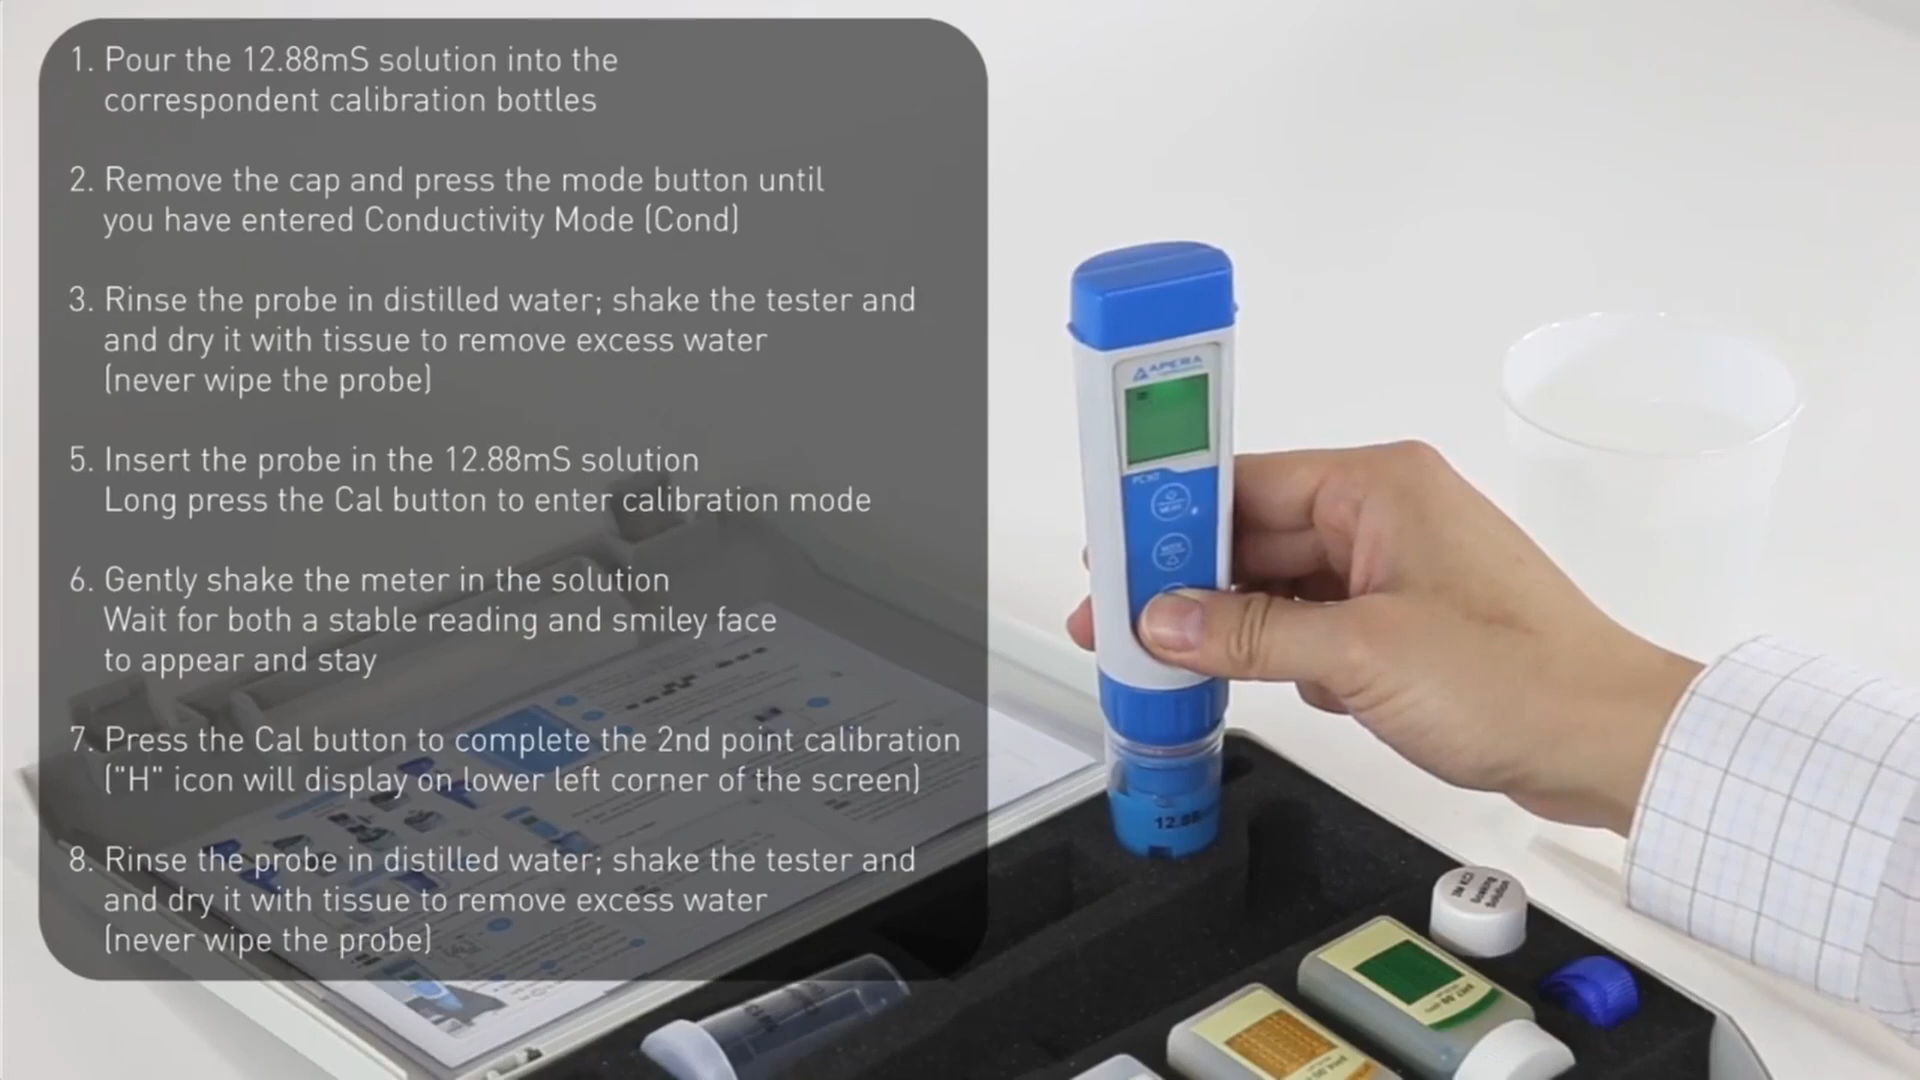 1. Pour the 12.88mS solution into the
correspondent calibration bottles
2. Remove the cap and press the mode button until
you have entered Conductivity Mode (Cond)
3. Rinse the probe in distilled water; shake the tester and
and dry it with tissue to remove excess water
(never wipe the probe)
5. Insert the probe in the 12.88mS solution
Long press the Cal button to enter calibration mode
6. Gently shake the meter in the solution
Wait for both a stable reading and smiley face
to appear and stay
7. Press the Cal button to complete the 2nd point calibration
("H" icon will display on lower left corner of the screen)
8. Rinse the probe in distilled water; shake the tester and
and dry it with tissue to remove excess water
(never wipe the probe)
APERA
PC60
12.88
Solution